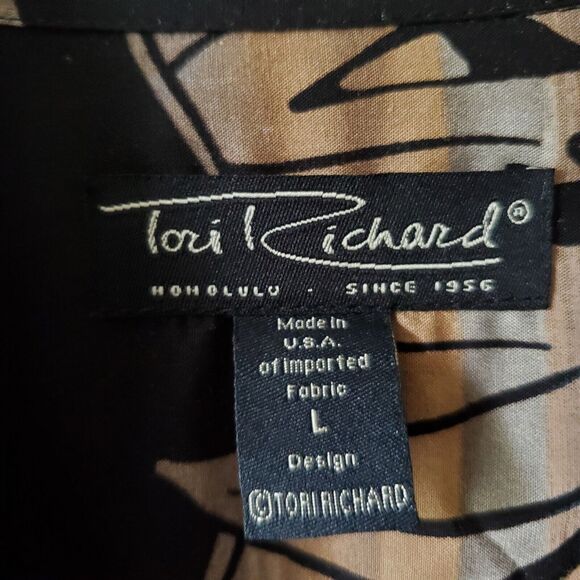 Tori Richard®
HONOLULU · SINCE 1956
Made in
U.S.A.
of imported
Fabric
L
Design
©TORI RICHARD